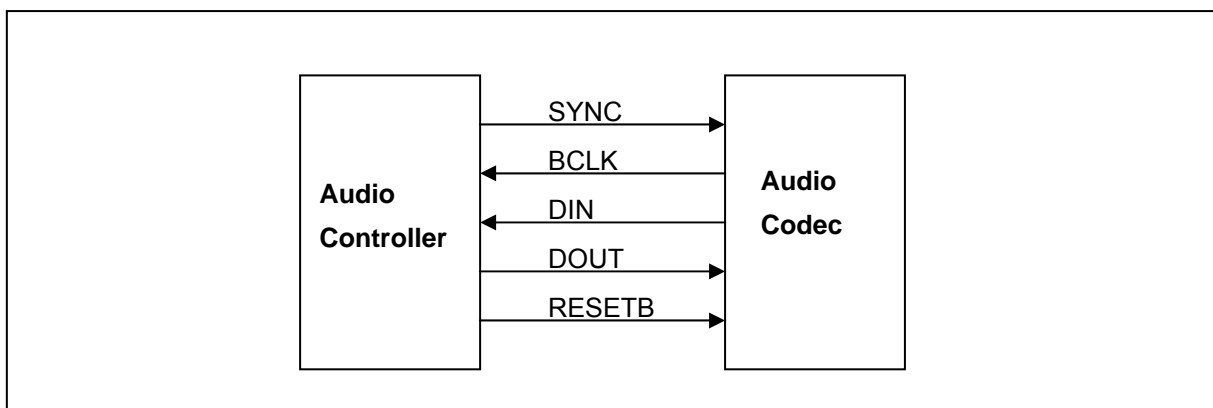 Audio
Controller
SYNC
BCLK
DIN
DOUT
RESETB
Audio
Codec